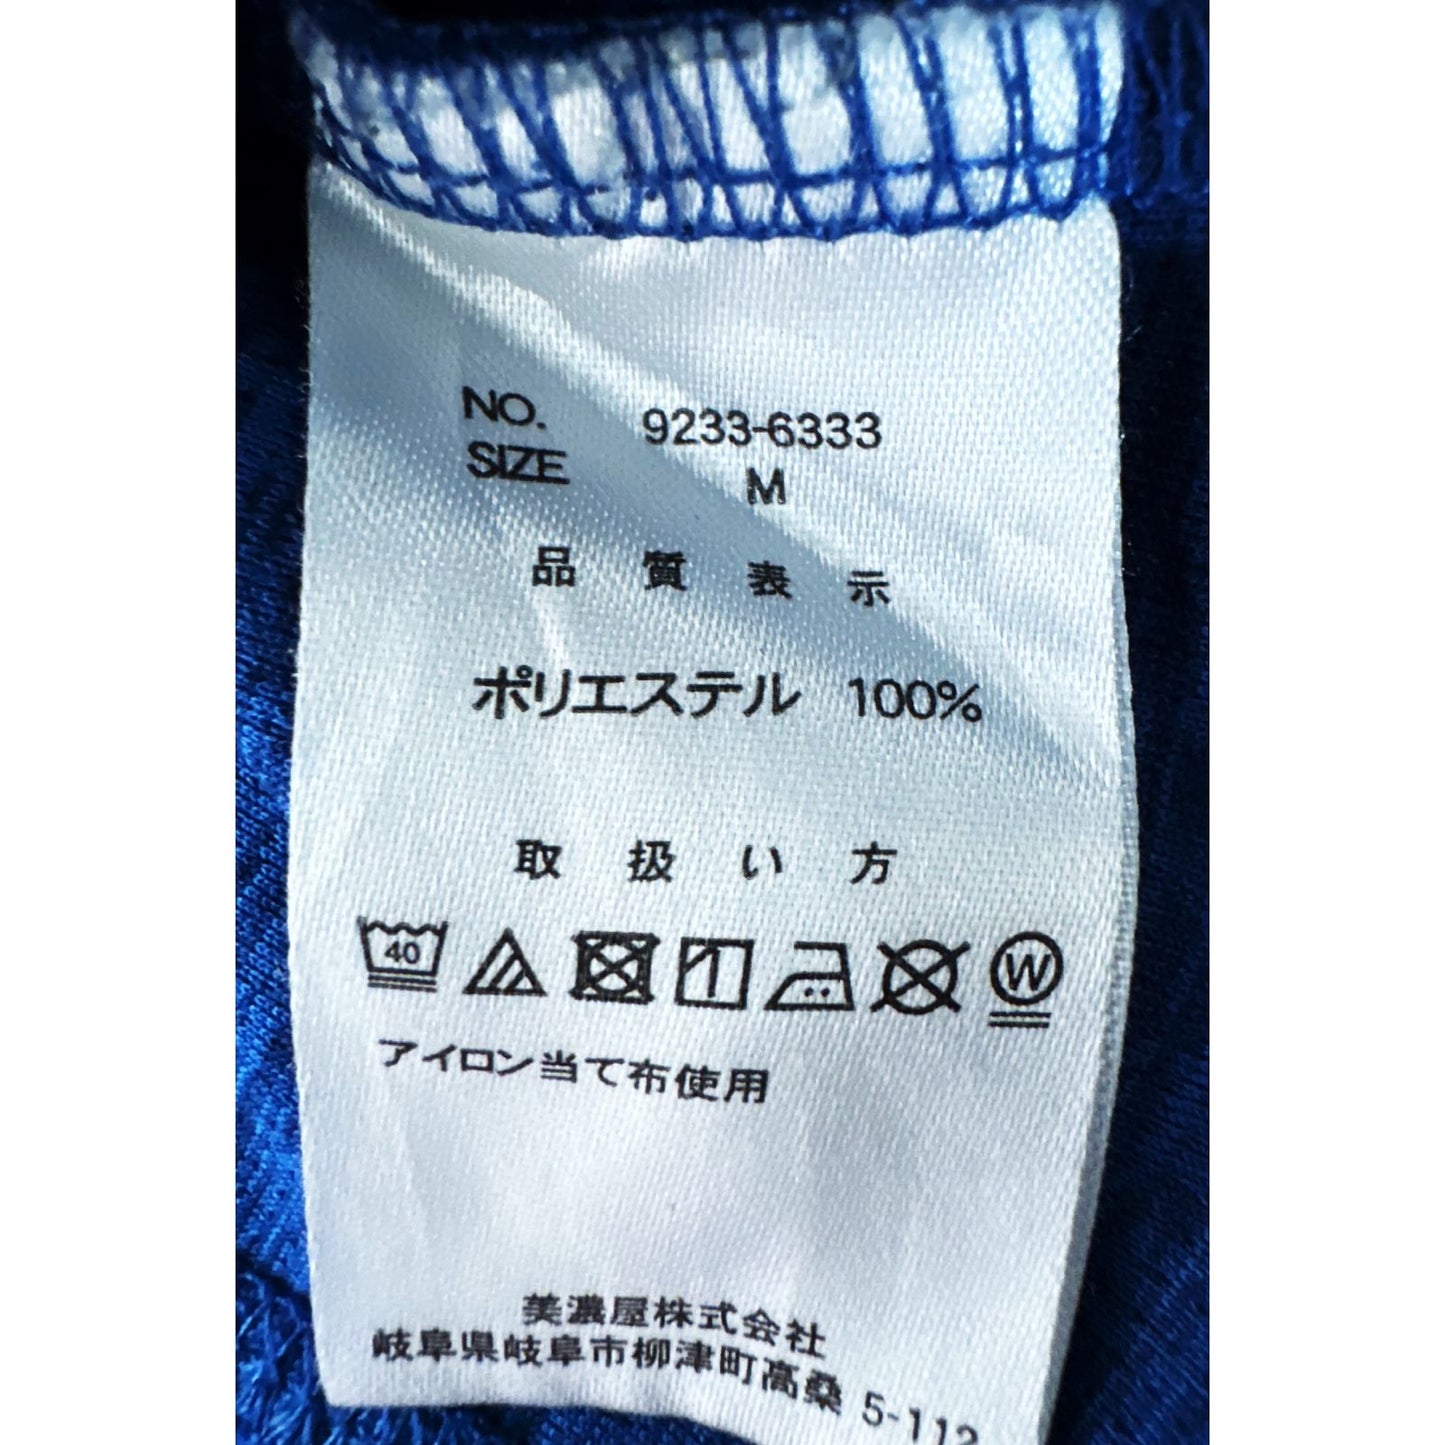 NO. 9233-6333
SIZE M
品質表示
ポリエステル 100%
取扱い方
40 W
アイロン当て布使用
美濃屋株式会社
岐阜県岐阜市柳津町高桑 5-112